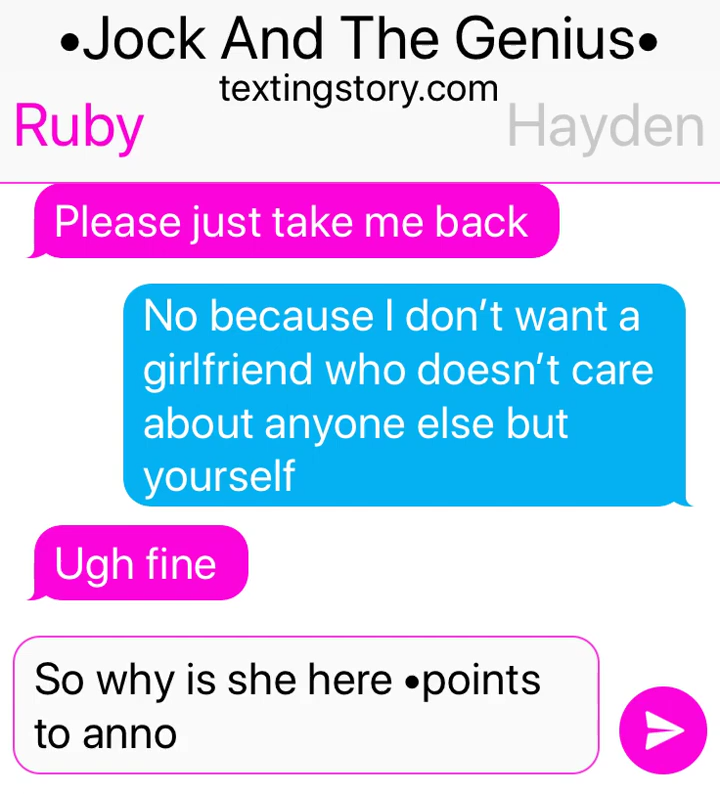 •Jock And The Genius•
textingstory.com
Ruby
Hayden
Please just take me back
No because I don’t want a
girlfriend who doesn’t care
about anyone else but
yourself
Ugh fine
So why is she here •points
to anno